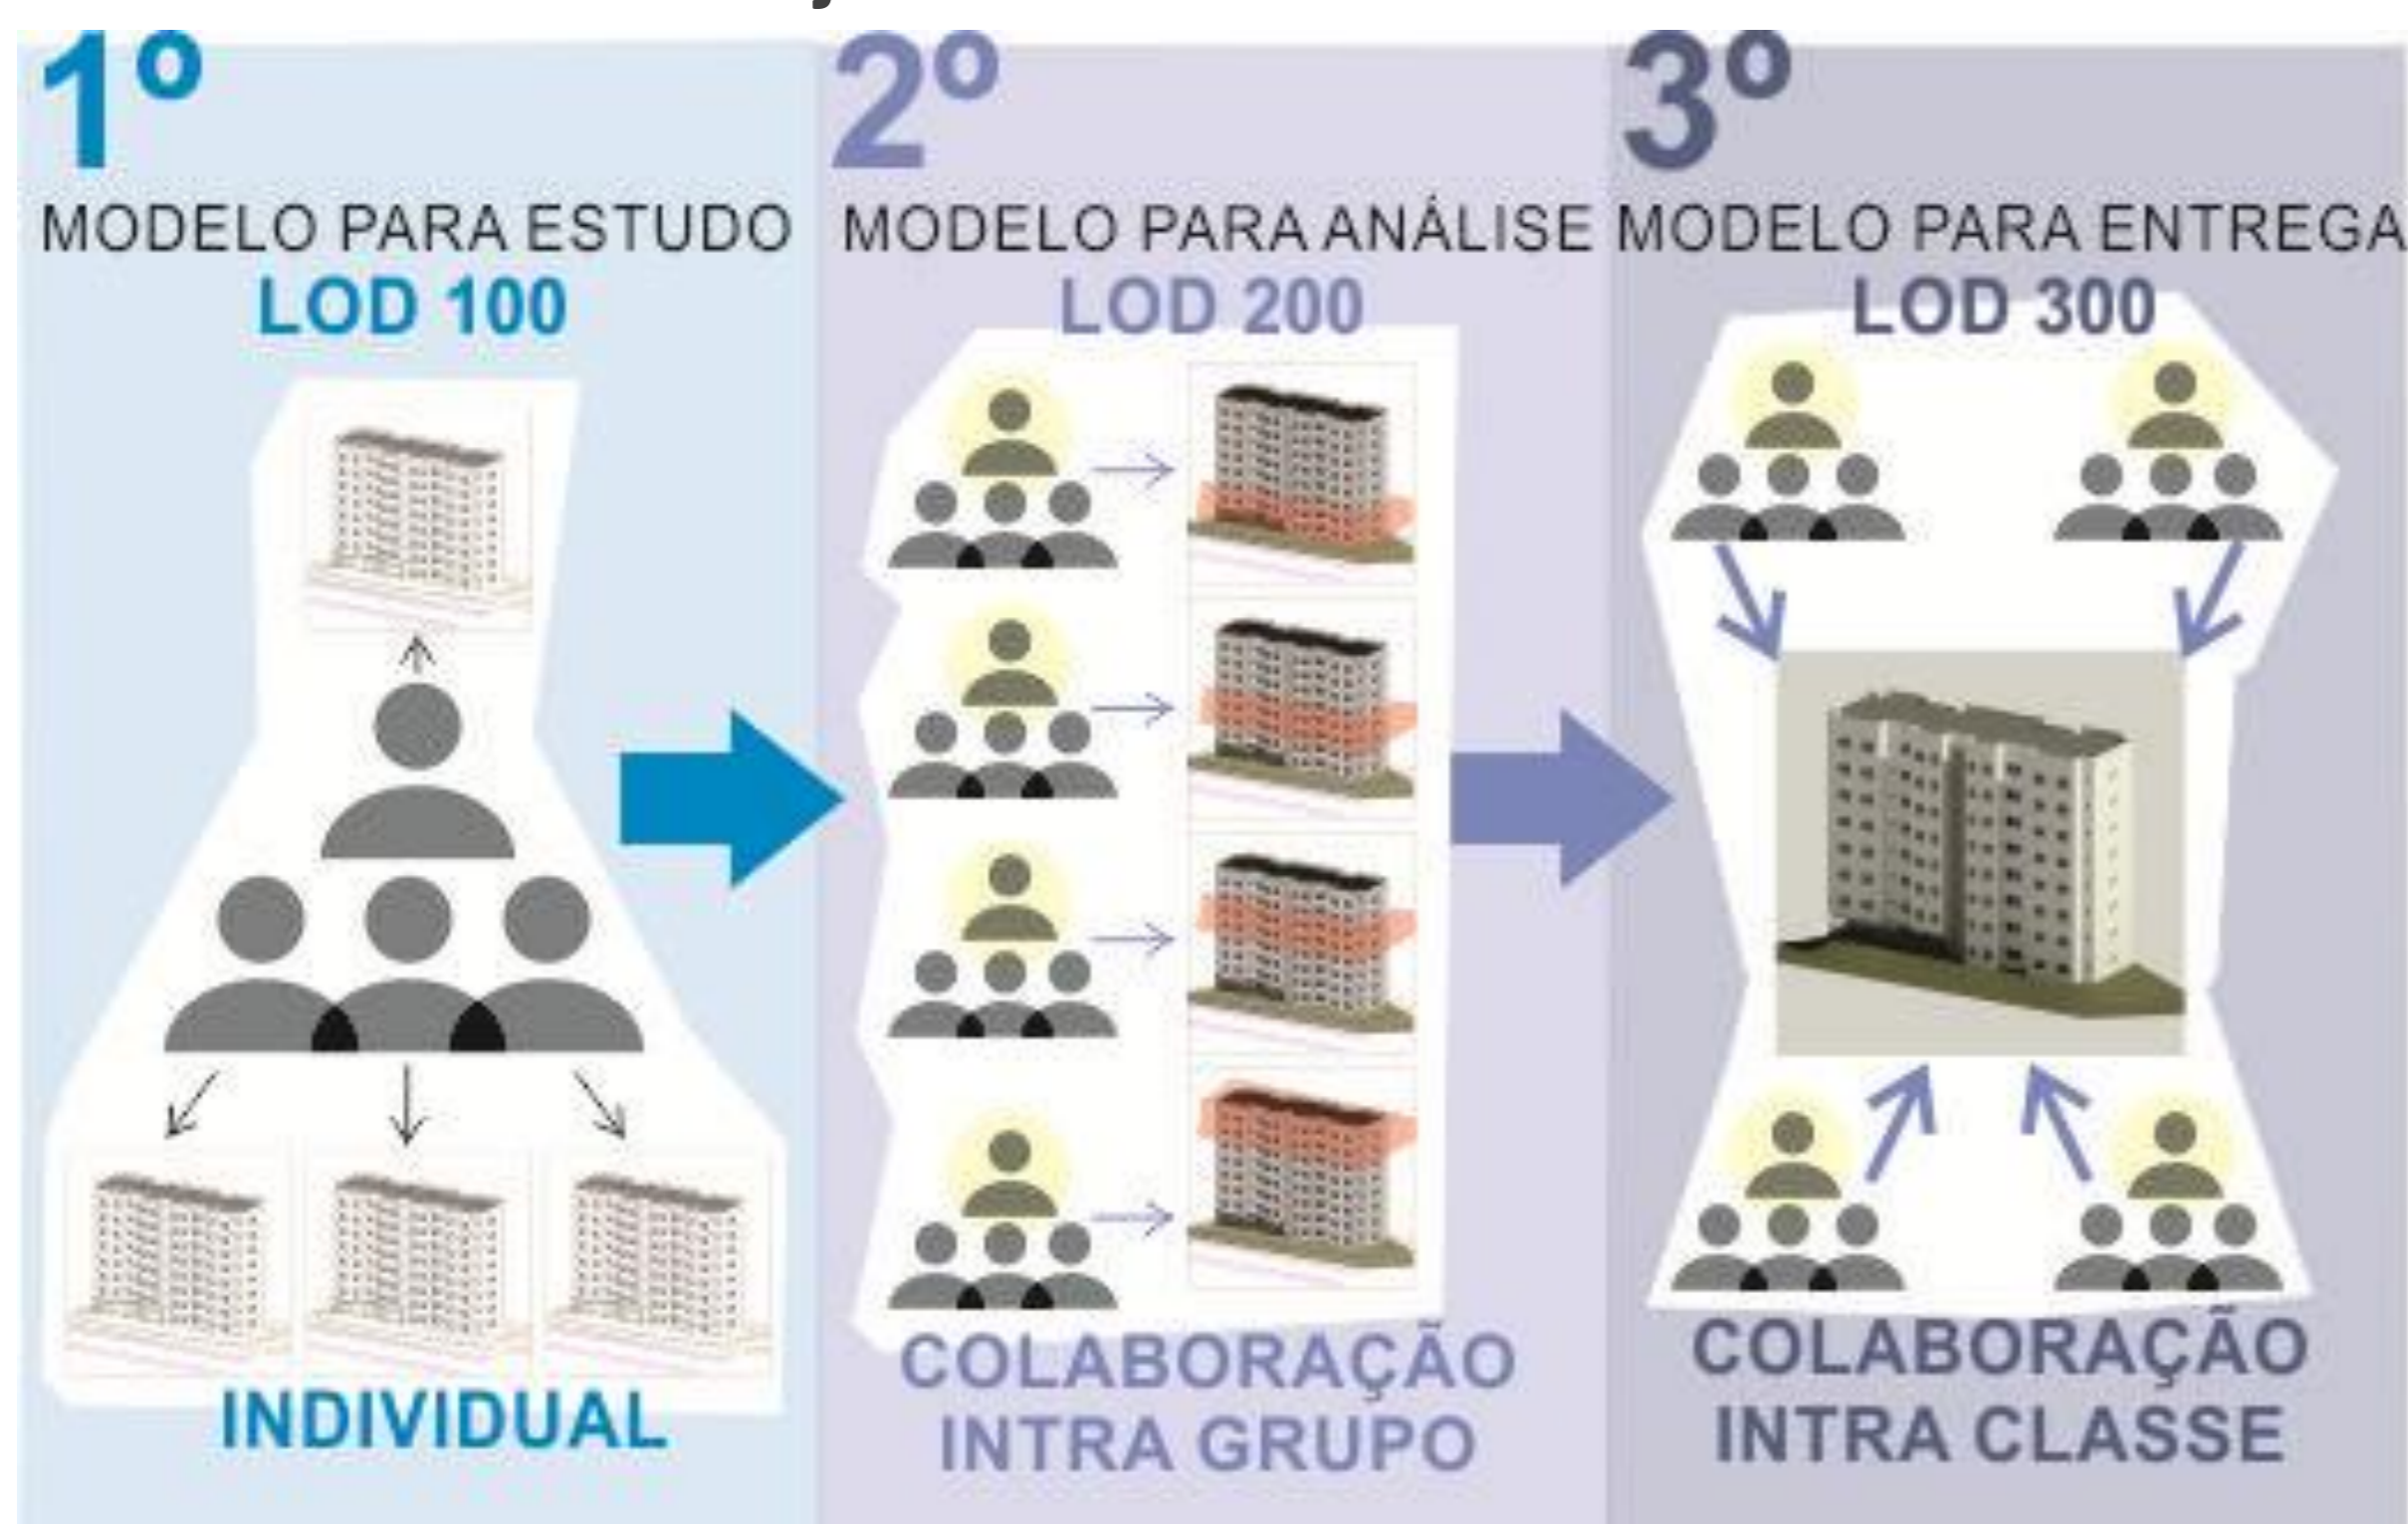 1º
MODELO PARA ESTUDO
LOD 100
INDIVIDUAL
2º
MODELO PARA ANÁLISE
LOD 200
COLABORAÇÃO
INTRA GRUPO
3º
MODELO PARA ENTREGA
LOD 300
COLABORAÇÃO
INTRA CLASSE